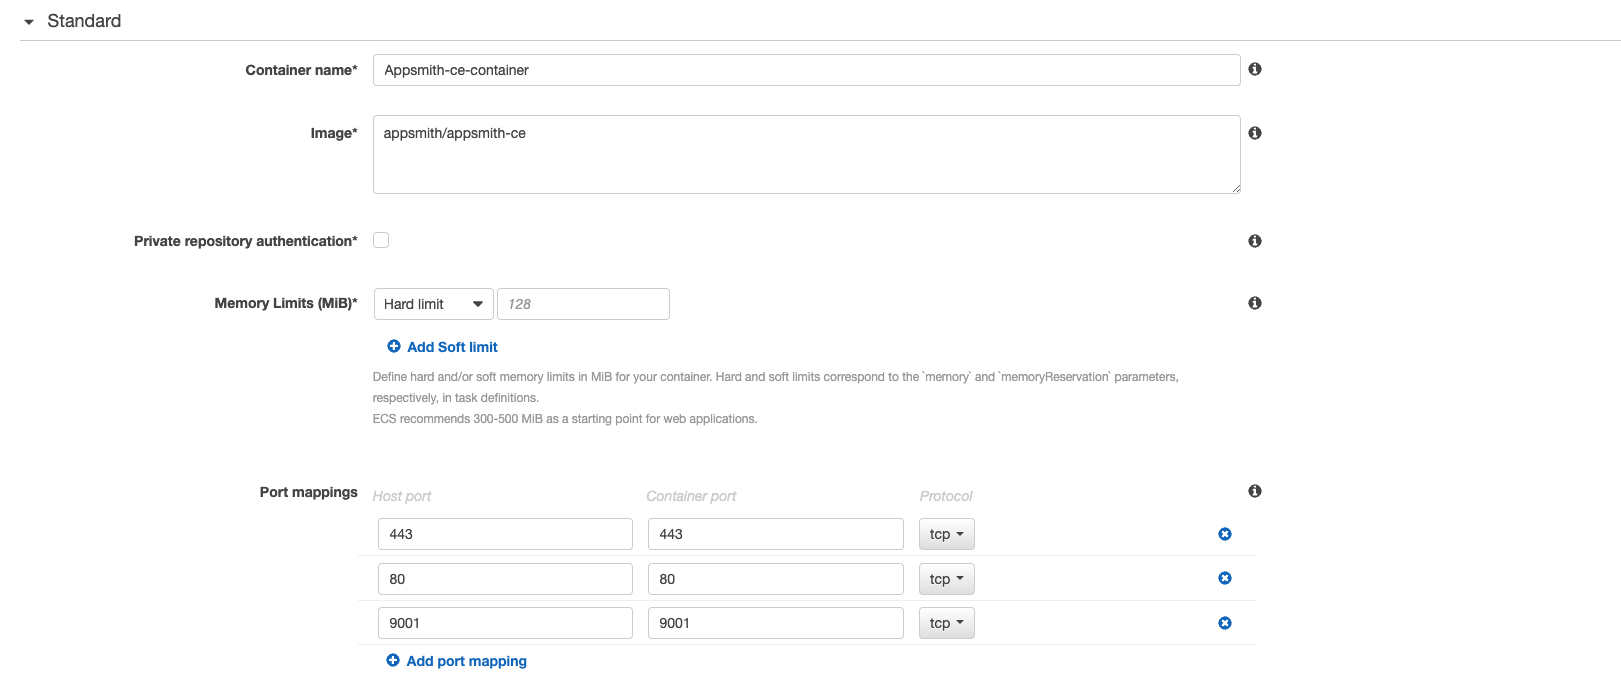 Standard
Container name* Appsmith-ce-container
Image* appsmith/appsmith-ce
Private repository authentication*
Memory Limits (MiB)* Hard limit 128
Add Soft limit
Define hard and/or soft memory limits in MiB for your container. Hard and soft limits correspond to the `memory` and `memoryReservation` parameters,
respectively, in task definitions.
ECS recommends 300-500 MiB as a starting point for web applications.
Port mappings Host port Container port Protocol
443 443 tcp
80 80 tcp
9001 9001 tcp
Add port mapping